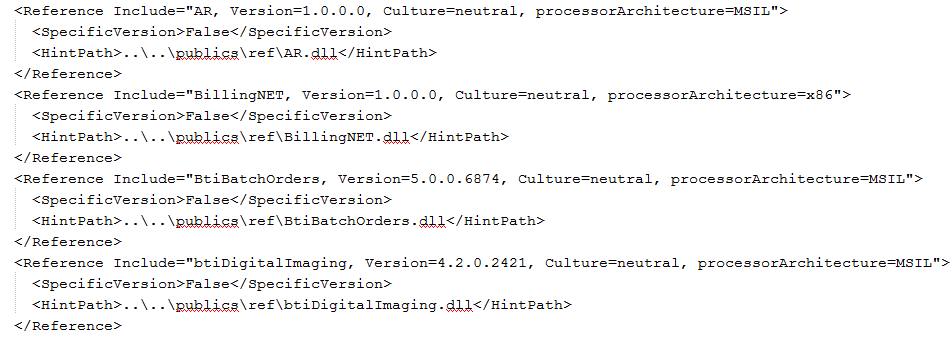 <Reference Include="AR, Version=1.0.0.0, Culture=neutral, processorArchitecture=MSIL">
<SpecificVersion>False</SpecificVersion>
<HintPath>..\..\publics\ref\AR.dll</HintPath>
</Reference>
<Reference Include="BillingNET, Version=1.0.0.0, Culture=neutral, processorArchitecture=x86">
<SpecificVersion>False</SpecificVersion>
<HintPath>..\..\publics\ref\BillingNET.dll</HintPath>
</Reference>
<Reference Include="BtiBatchOrders, Version=5.0.0.6874, Culture=neutral, processorArchitecture=MSIL">
<SpecificVersion>False</SpecificVersion>
<HintPath>..\..\publics\ref\BtiBatchOrders.dll</HintPath>
</Reference>
<Reference Include="btiDigitalImaging, Version=4.2.0.2421, Culture=neutral, processorArchitecture=MSIL">
<SpecificVersion>False</SpecificVersion>
<HintPath>..\..\publics\ref\btiDigitalImaging.dll</HintPath>
</Reference>